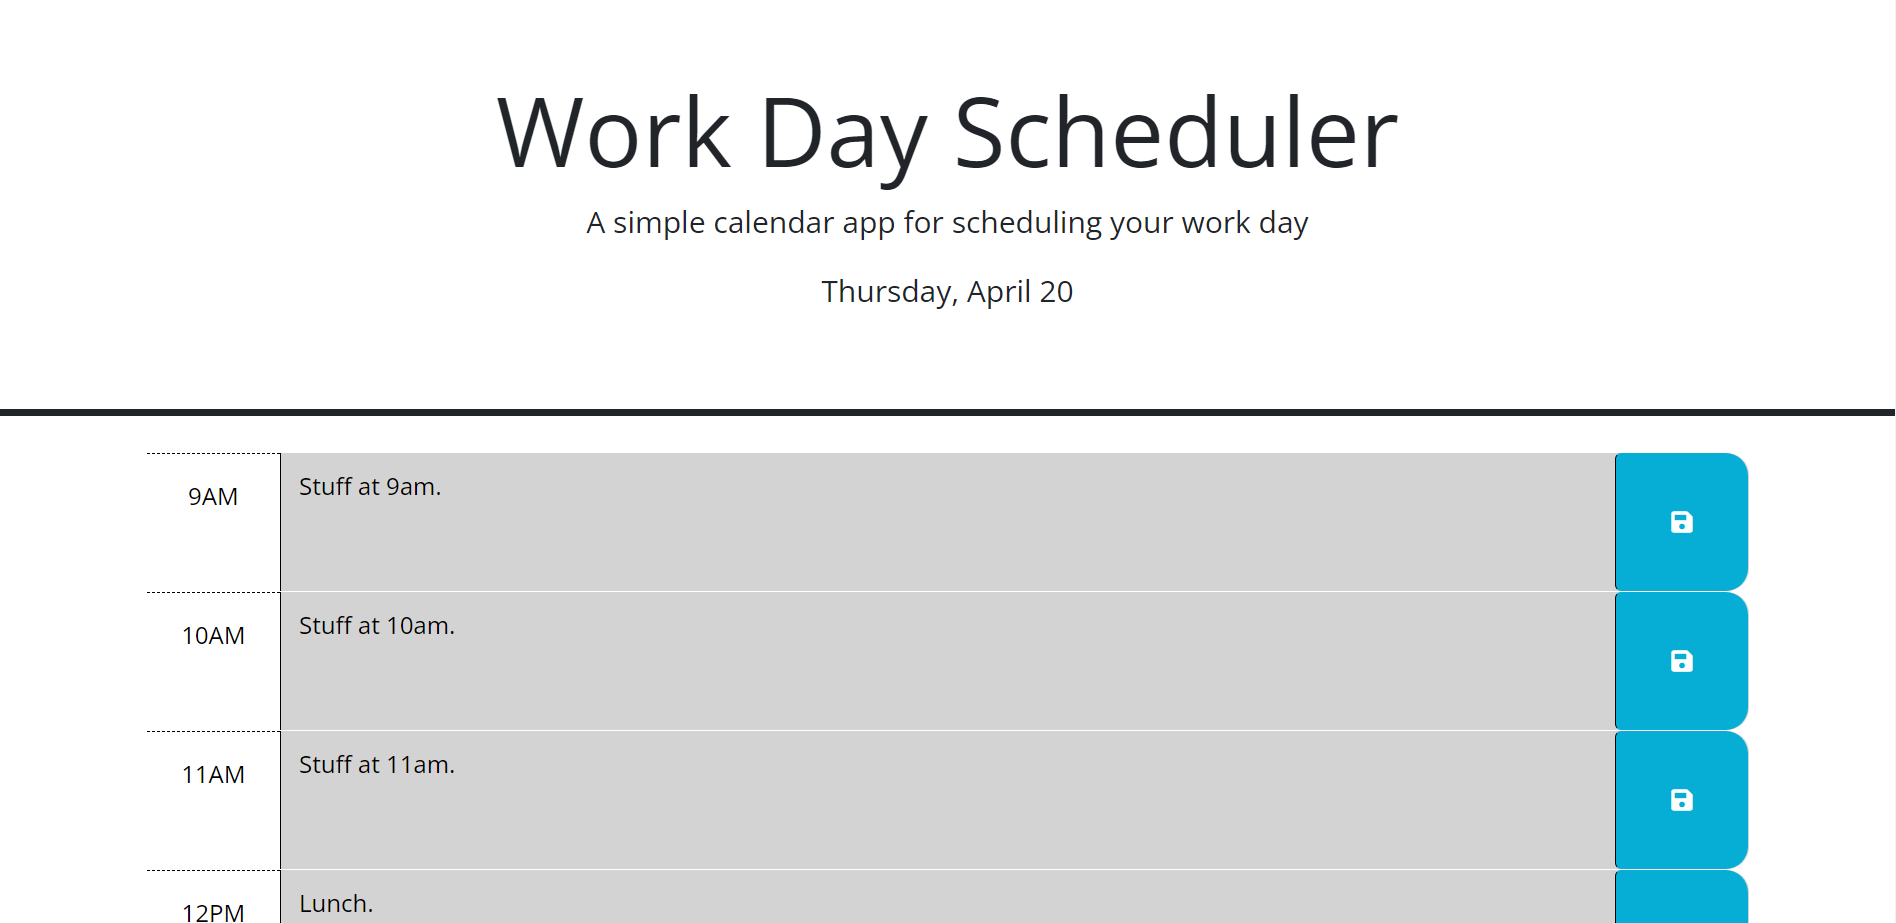 Work Day Scheduler
A simple calendar app for scheduling your work day
Thursday, April 20
9AM
Stuff at 9am.
10AM
Stuff at 10am.
11AM
Stuff at 11am.
12PM
Lunch.